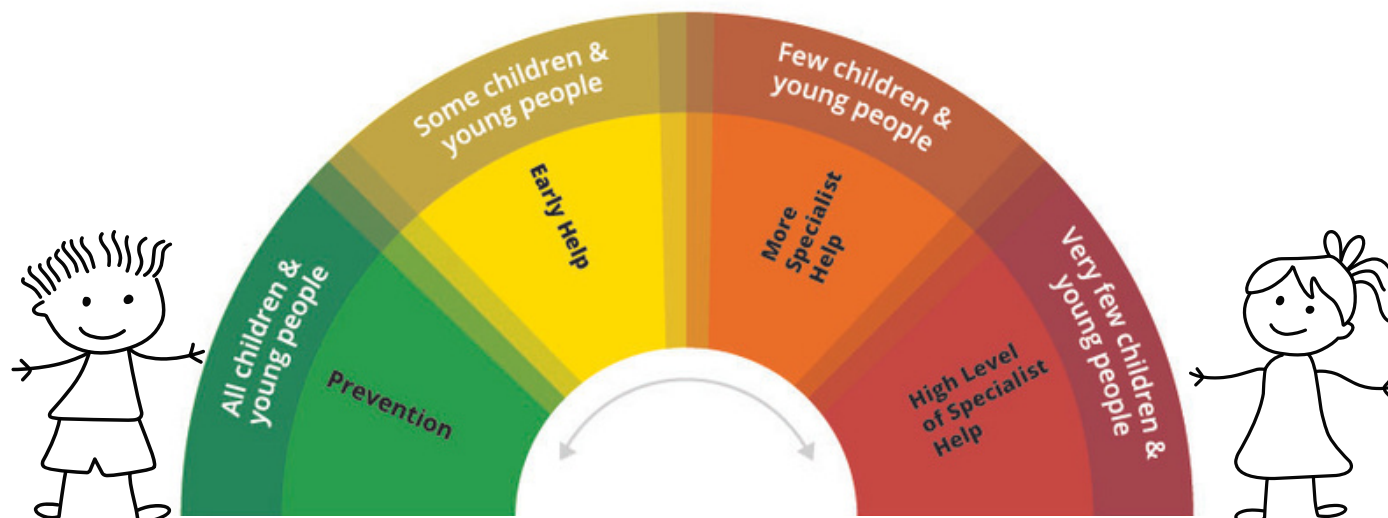 All children &
young people
Prevention
Some children &
young people
Early Help
Few children &
young people
More
Specialist
Help
Very few children &
young people
High Level
of Specialist
Help